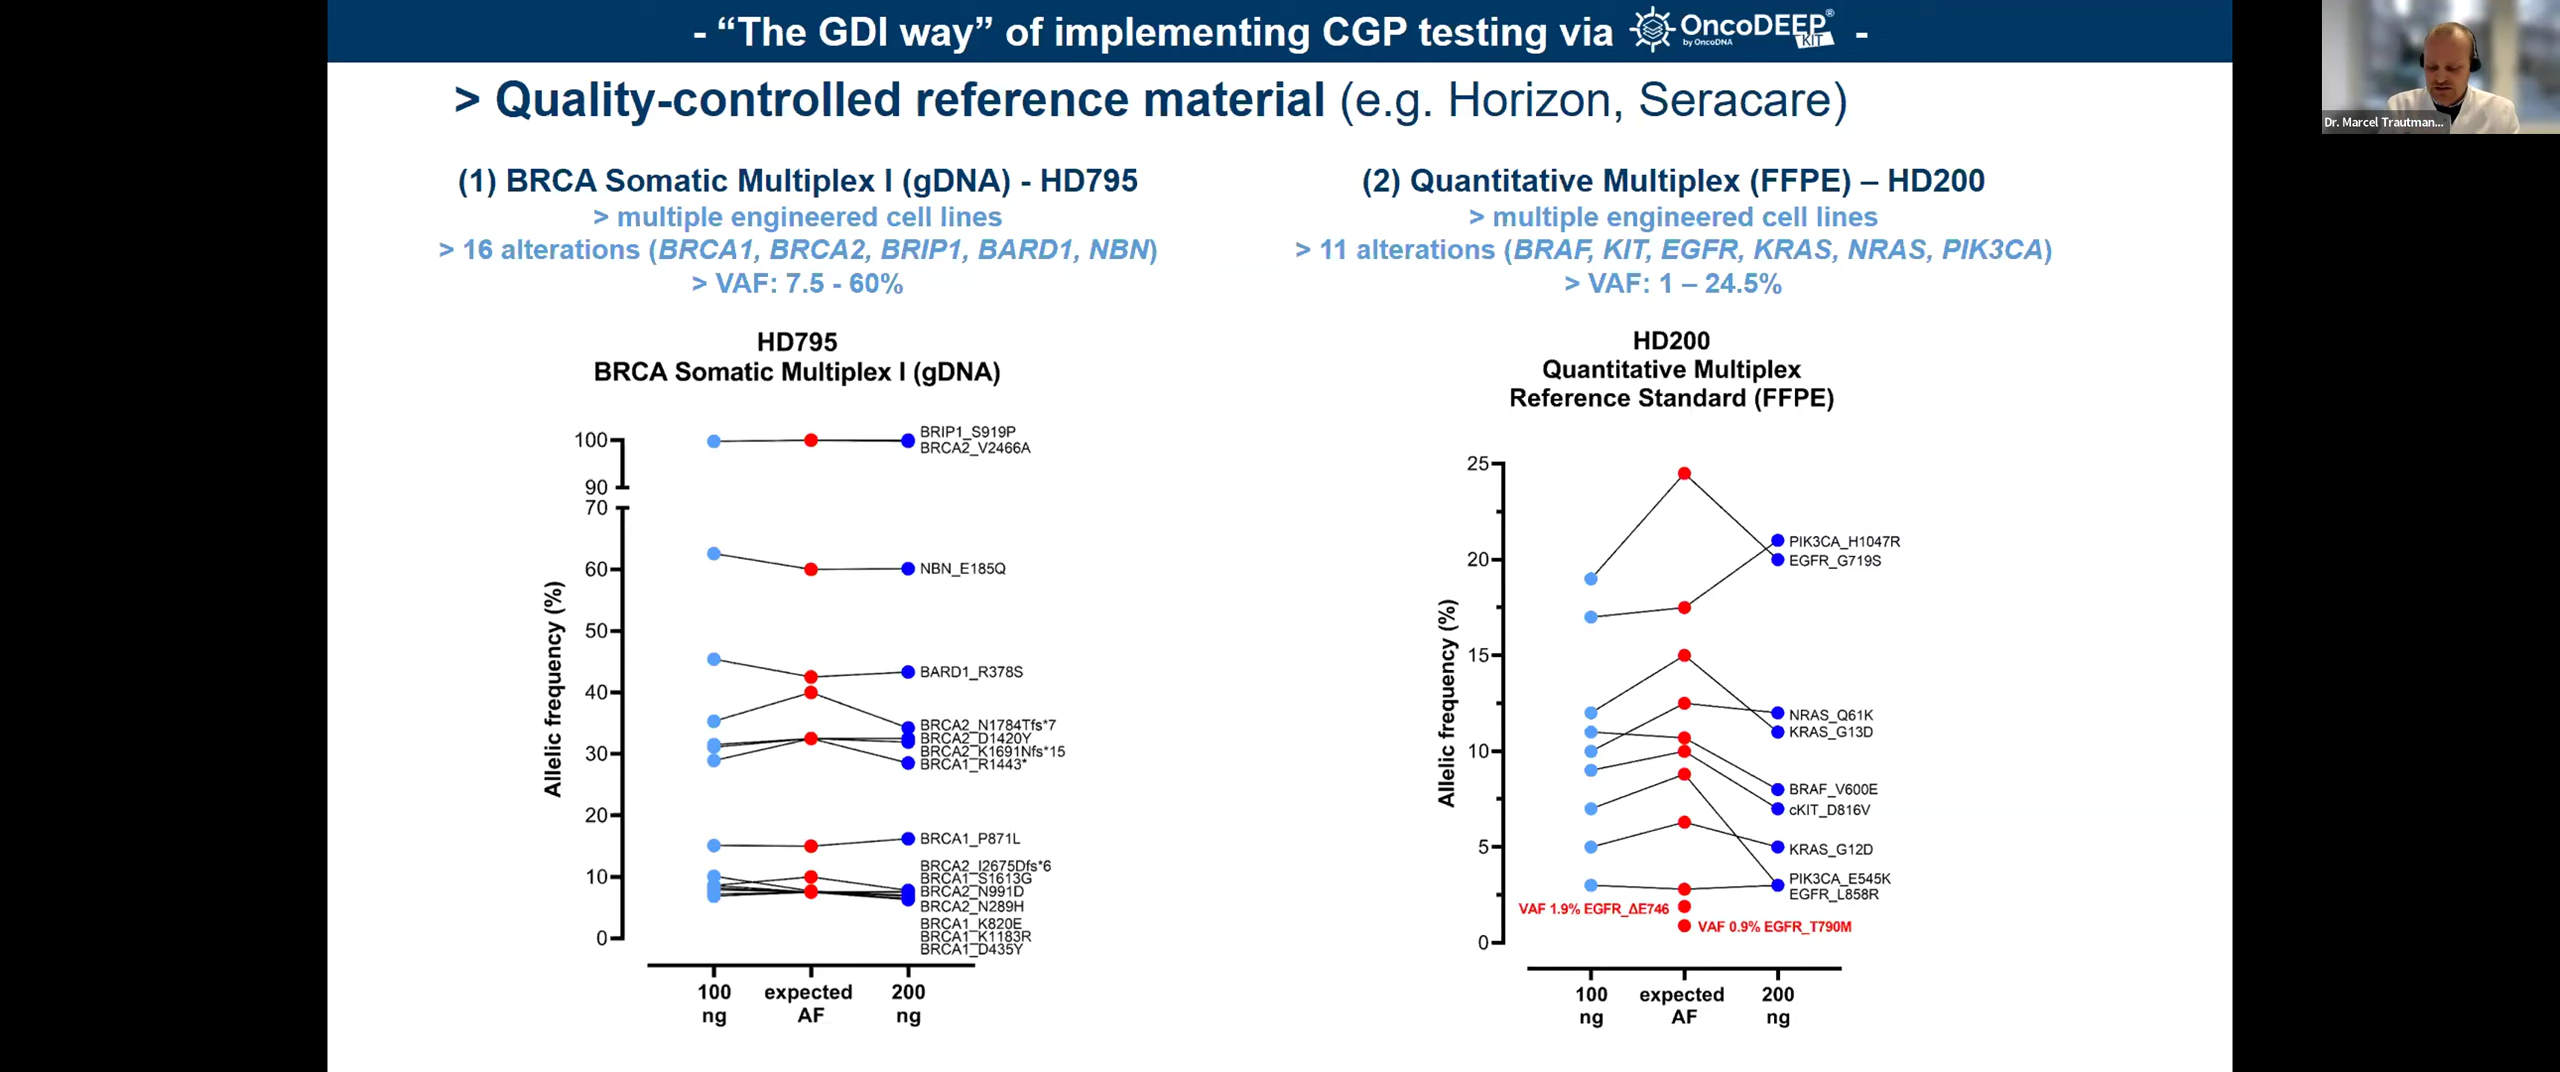 - “The GDI way” of implementing CGP testing via OncoDEEP® KIT by OncoDNA -
Dr. Marcel Trautman...
> Quality-controlled reference material (e.g. Horizon, Seracare)
(1) BRCA Somatic Multiplex I (gDNA) - HD795
> multiple engineered cell lines
> 16 alterations (BRCA1, BRCA2, BRIP1, BARD1, NBN)
> VAF: 7.5 - 60%
HD795
BRCA Somatic Multiplex I (gDNA)
Allelic frequency (%)
100
90
70
60
50
40
30
20
10
0
BRIP1_S919P
BRCA2_V2466A
NBN_E185Q
BARD1_R378S
BRCA2_N1784Tfs*7
BRCA2_D1420Y
BRCA2_K1691Nfs*15
BRCA1_R1443*
BRCA1_P871L
BRCA2_I2675Dfs*6
BRCA1_S1613G
BRCA2_N991D
BRCA2_N289H
BRCA1_K820E
BRCA1_K1183R
BRCA1_D435Y
100 expected 200
ng AF ng
(2) Quantitative Multiplex (FFPE) – HD200
> multiple engineered cell lines
> 11 alterations (BRAF, KIT, EGFR, KRAS, NRAS, PIK3CA)
> VAF: 1 – 24.5%
HD200
Quantitative Multiplex
Reference Standard (FFPE)
Allelic frequency (%)
25
20
15
10
5
0
PIK3CA_H1047R
EGFR_G719S
NRAS_Q61K
KRAS_G13D
BRAF_V600E
cKIT_D816V
KRAS_G12D
PIK3CA_E545K
EGFR_L858R
VAF 1.9% EGFR_ΔE746
VAF 0.9% EGFR_T790M
100 expected 200
ng AF ng